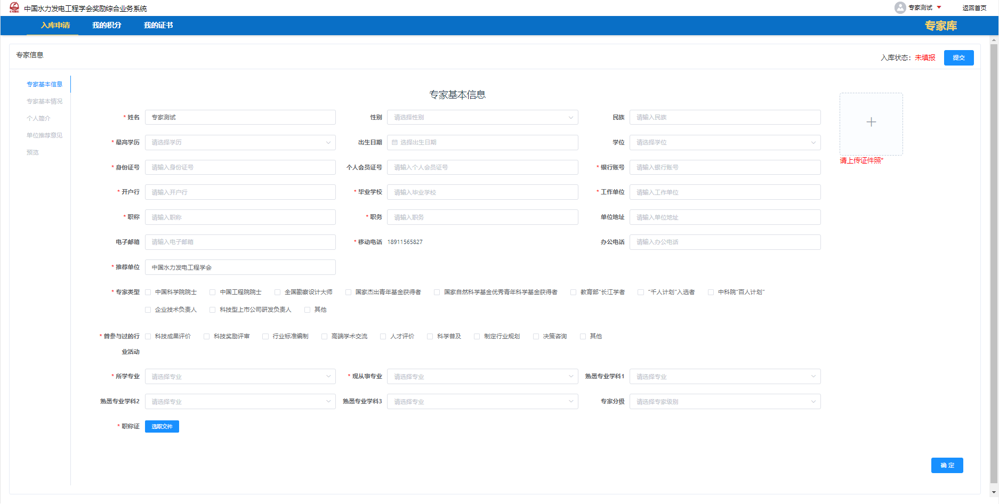 中国水力发电工程学会奖励综合业务系统
专家测试
返回首页
入库申请 我的积分 我的证书
专家库
专家信息
入库状态：未填报 提交
专家基本信息
专家基本情况
个人简介
单位推荐意见
预览
专家基本信息
* 姓名 专家测试 性别 请选择性别 民族 请输入民族
* 最高学历 请选择学历 出生日期 选择出生日期 学位 请选择学位
请上传证件照*
* 身份证号 请输入身份证号 个人会员证号 请输入个人会员证号 * 银行账号 请输入银行账号
* 开户行 请输入开户行 * 毕业学校 请输入毕业学校 * 工作单位 请输入工作单位
* 职称 请输入职称 * 职务 请输入职务 单位地址 请输入单位地址
电子邮箱 请输入电子邮箱 * 移动电话 18911565827 办公电话 请输入办公电话
* 推荐单位 中国水力发电工程学会
* 专家类型 中国科学院院士 中国工程院院士 全国勘察设计大师 国家杰出青年基金获得者 国家自然科学基金优秀青年科学基金获得者 教育部“长江学者 “千人计划”入选者 中科院“百人计划”
企业技术负责人 科技型上市公司研发负责人 其他
* 曾参与过的行业活动 科技成果评价 科技奖励评审 行业标准编制 高端学术交流 人才评价 科学普及 制定行业规划 决策咨询 其他
* 所学专业 请选择专业 * 现从事专业 请选择专业 熟悉专业学科1 请选择专业
熟悉专业学科2 请选择专业 熟悉专业学科3 请选择专业 专家分级 请选择专家级别
* 职称证 选取文件
确 定